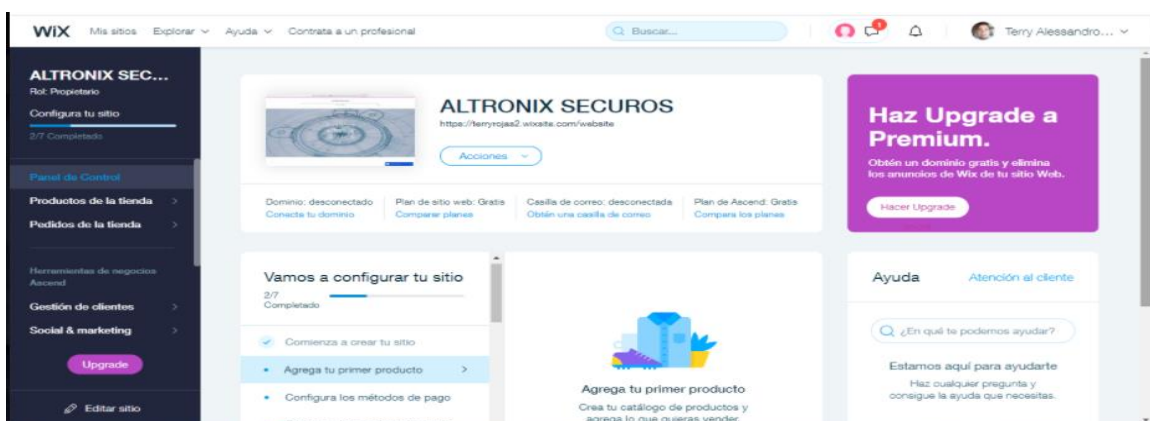 WiX Mis sitios Explorar Ayuda Contrata a un profesional Buscar... Terry Alessandro...
ALTRONIX SEC...
Rol: Propietario
Configura tu sitio
2/7 Completado
Panel de Control
Productos de la tienda
Pedidos de la tienda
Herramientas de negocios
Ascend
Gestión de clientes
Social & marketing
Upgrade
Editar sitio
ALTRONIX SECUROS
https://terryrojas2.wixsite.com/website
Acciones
Dominio: desconectado
Conecta tu dominio
Plan de sitio web: Gratis
Comparar planes
Casilla de correo: desconectada
Obtén una casilla de correo
Plan de Ascend: Gratis
Compara los planes
Haz Upgrade a
Premium.
Obtén un dominio gratis y elimina
los anuncios de Wix de tu sitio Web.
Hacer Upgrade
Vamos a configurar tu sitio
2/7
Completado
Comienza a crear tu sitio
Agrega tu primer producto
Configura los métodos de pago
Agrega tu primer producto
Crea tu catálogo de productos y
agrega lo que quieras vender.
Ayuda Atención al cliente
¿En qué te podemos ayudar?
Estamos aquí para ayudarte
Haz cualquier pregunta y
consigue la ayuda que necesitas.